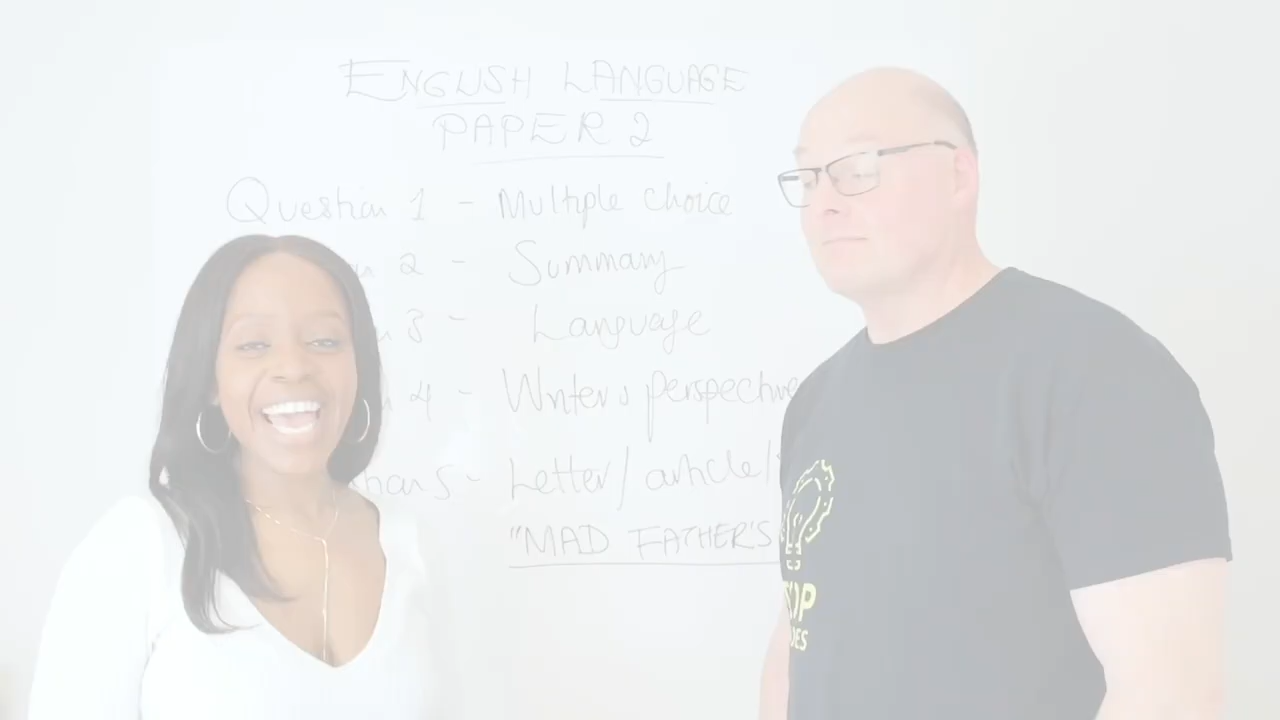 ENGLISH LANGUAGE
PAPER 2
Question 1 - Multiple choice
2 - Summary
3 - Language
4 - Writers perspective
5 - Letter/article/
"MAD FATHER'S
OP